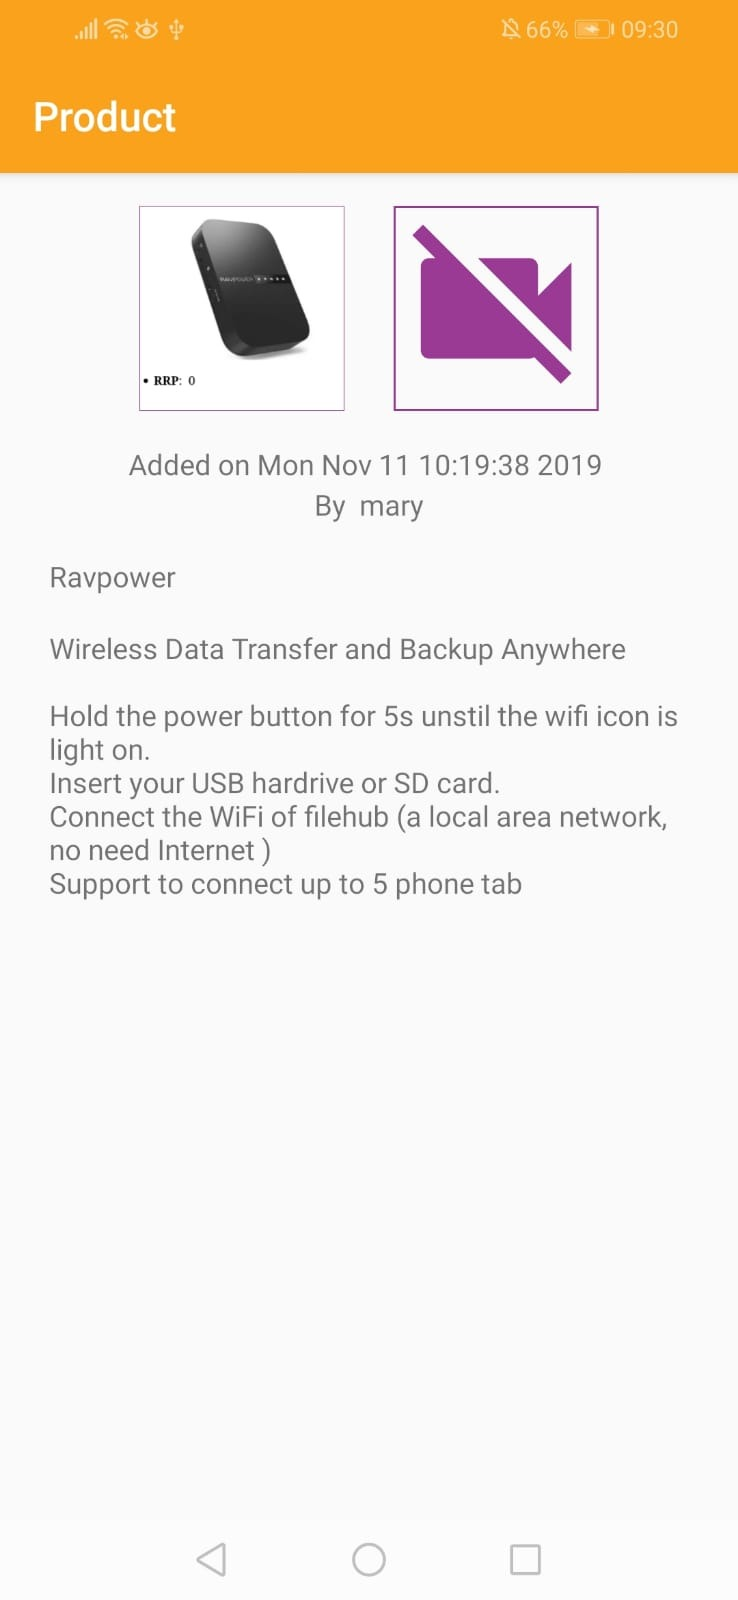 66% 09:30
Product
RAVPOWER
• RRP: 0
Added on Mon Nov 11 10:19:38 2019
By mary
Ravpower
Wireless Data Transfer and Backup Anywhere
Hold the power button for 5s unstil the wifi icon is
light on.
Insert your USB hardrive or SD card.
Connect the WiFi of filehub (a local area network,
no need Internet )
Support to connect up to 5 phone tab